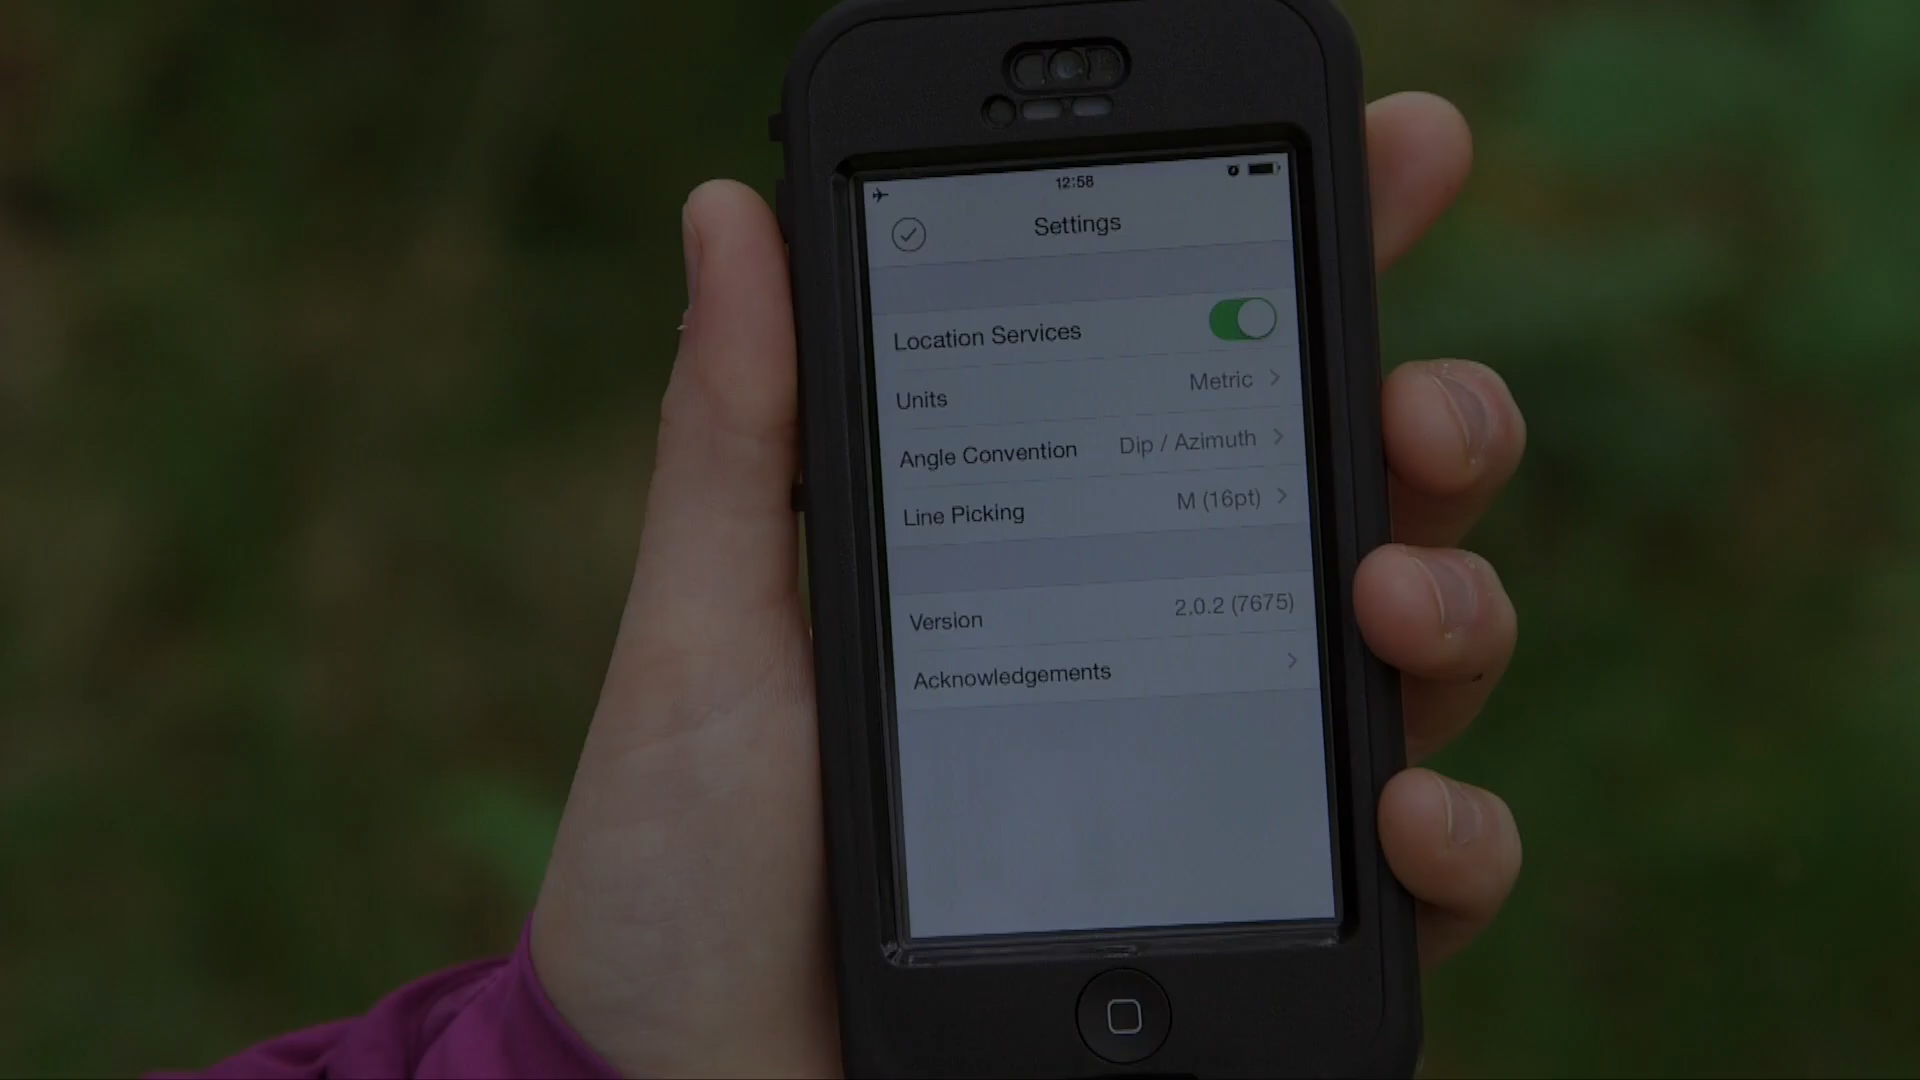 12:58
Settings
Location Services
Units Metric
Angle Convention Dip / Azimuth
Line Picking M (16pt)
Version 2.0.2 (7675)
Acknowledgements